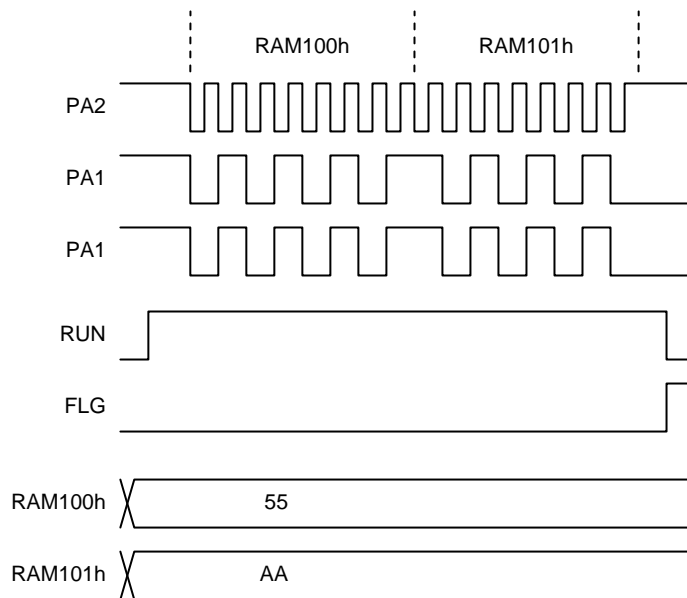 RAM100h RAM101h
PA2
PA1
PA1
RUN
FLG
RAM100h 55
RAM101h AA